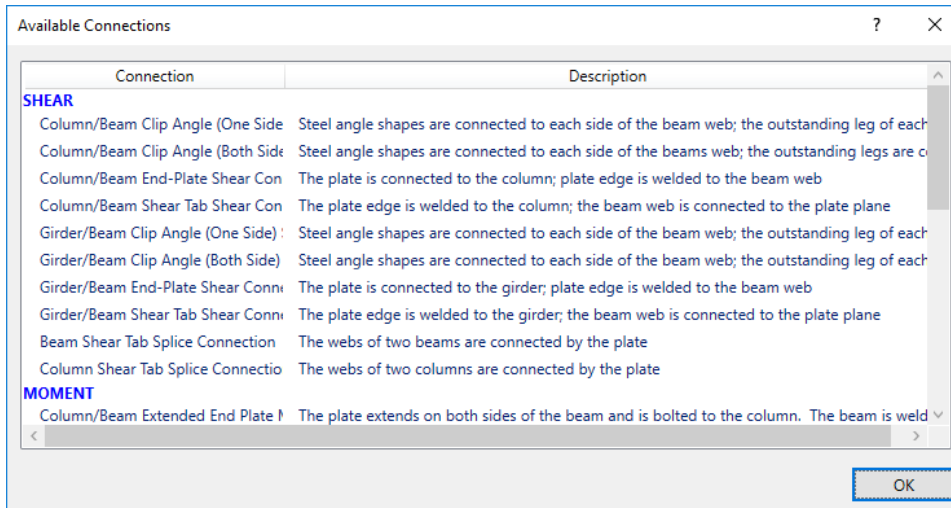 Available Connections ?
Connection Description
SHEAR
Column/Beam Clip Angle (One Side Steel angle shapes are connected to each side of the beam web; the outstanding leg of each
Column/Beam Clip Angle (Both Side Steel angle shapes are connected to each side of the beams web; the outstanding legs are c
Column/Beam End-Plate Shear Con The plate is connected to the column; plate edge is welded to the beam web
Column/Beam Shear Tab Shear Con The plate edge is welded to the column; the beam web is connected to the plate plane
Girder/Beam Clip Angle (One Side) Steel angle shapes are connected to each side of the beam web; the outstanding leg of each
Girder/Beam Clip Angle (Both Side) Steel angle shapes are connected to each side of the beam web; the outstanding leg of each
Girder/Beam End-Plate Shear Conn The plate is connected to the girder; plate edge is welded to the beam web
Girder/Beam Shear Tab Shear Conn The plate edge is welded to the girder; the beam web is connected to the plate plane
Beam Shear Tab Splice Connection The webs of two beams are connected by the plate
Column Shear Tab Splice Connectio The webs of two columns are connected by the plate
MOMENT
Column/Beam Extended End Plate The plate extends on both sides of the beam and is bolted to the column. The beam is weld
OK